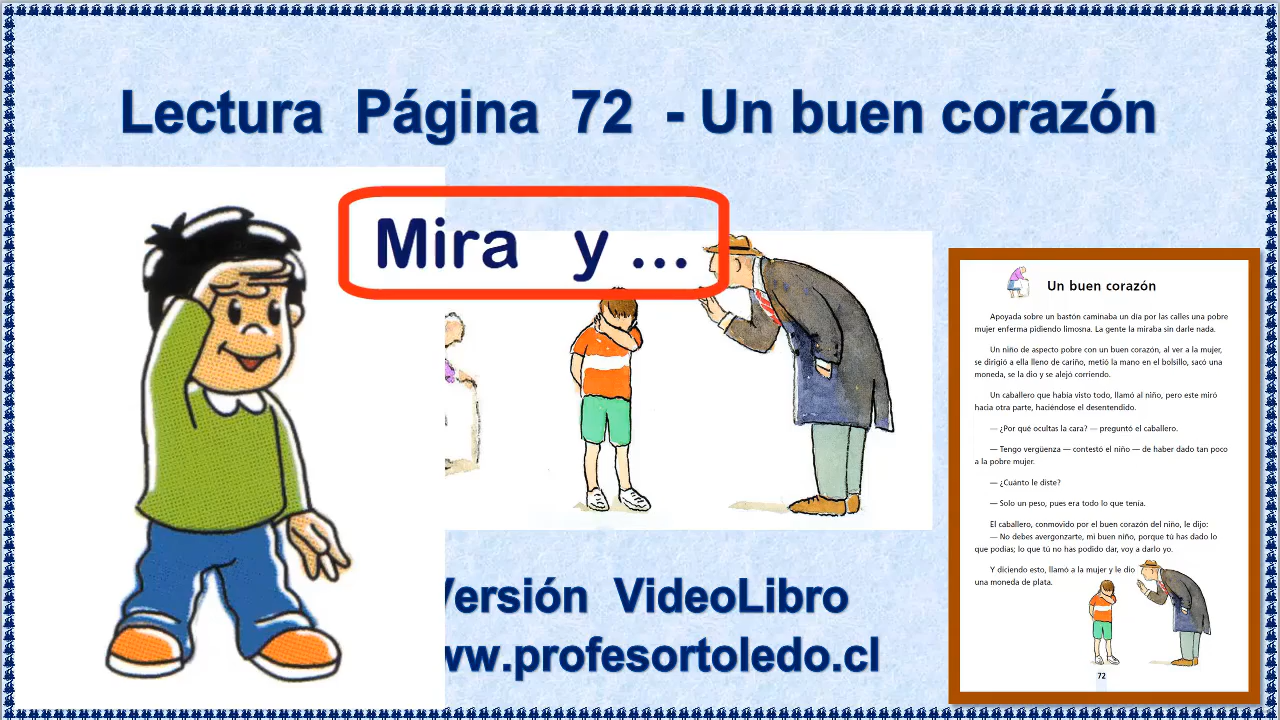 Lectura Página 72 - Un buen corazón
Mira y ...
Un buen corazón
Apoyada sobre un bastón caminaba un día por las calles una pobre
mujer enferma pidiendo limosna. La gente la miraba sin darle nada.
Un niño de aspecto pobre con un buen corazón, al ver a la mujer,
se dirigió a ella lleno de cariño, metió la mano en el bolsillo, sacó una
moneda, se la dio y se alejó corriendo.
Un caballero que había visto todo, llamó al niño, pero este miró
hacia otra parte, haciéndose el desentendido.
— ¿Por qué ocultas la cara? — preguntó el caballero.
— Tengo vergüenza — contestó el niño — de haber dado tan poco
a la pobre mujer.
— ¿Cuánto le diste?
— Solo un peso, pues era todo lo que tenía.
El caballero, conmovido por el buen corazón del niño, le dijo:
— No debes avergonzarte, mi buen niño, porque tú has dado lo
que podías; lo que tú no has podido dar, voy a darlo yo.
Y diciendo esto, llamó a la mujer y le dio
una moneda de plata.
72
Versión VideoLibro
ww.profesortoledo.cl